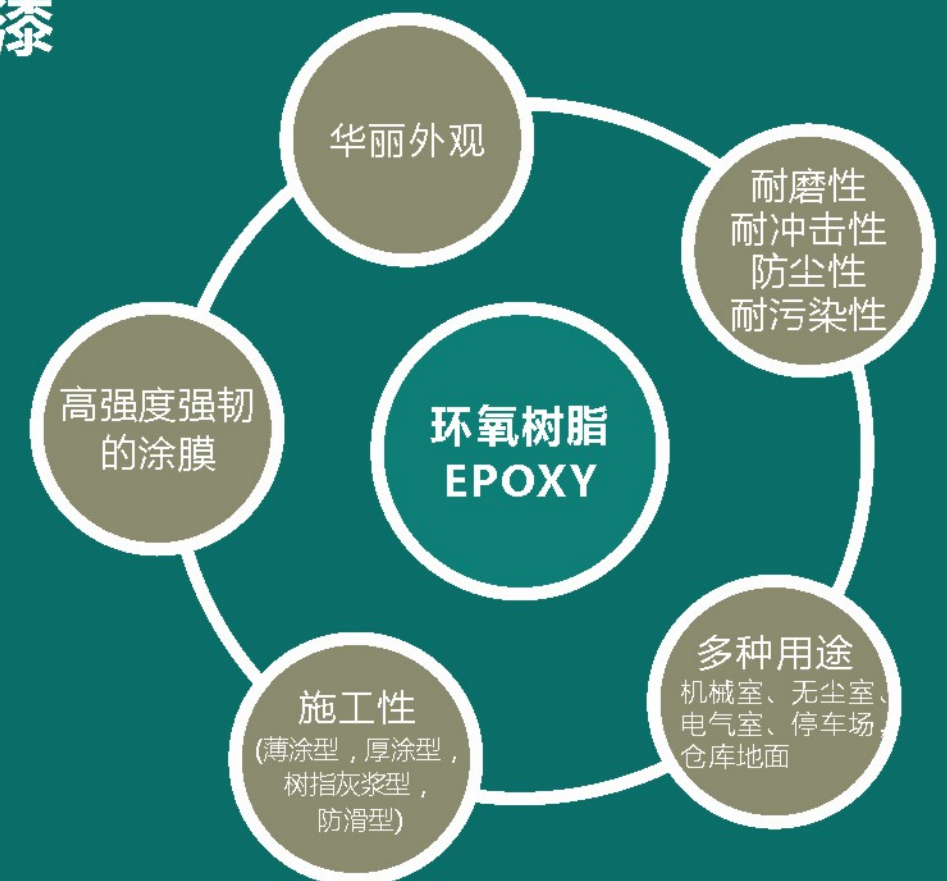 漆
华丽外观
耐磨性
耐冲击性
防尘性
耐污染性
高强度强韧
的涂膜
环氧树脂
EPOXY
多种用途
机械室、无尘室、
电气室、停车场,
仓库地面
施工性
(薄涂型，厚涂型，
树指灰浆型，
防滑型)